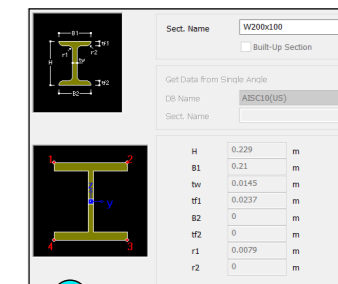 B1
tf1
r1
r2
H
tw
tf2
B2
Sect. Name
W200x100
Built-Up Section
Get Data from Single Angle
DB Name
AISC10(US)
Sect. Name
1
2
z
y
4
3
H 0.229 m
B1 0.21 m
tw 0.0145 m
tf1 0.0237 m
B2 0 m
tf2 0 m
r1 0.0079 m
r2 0 m